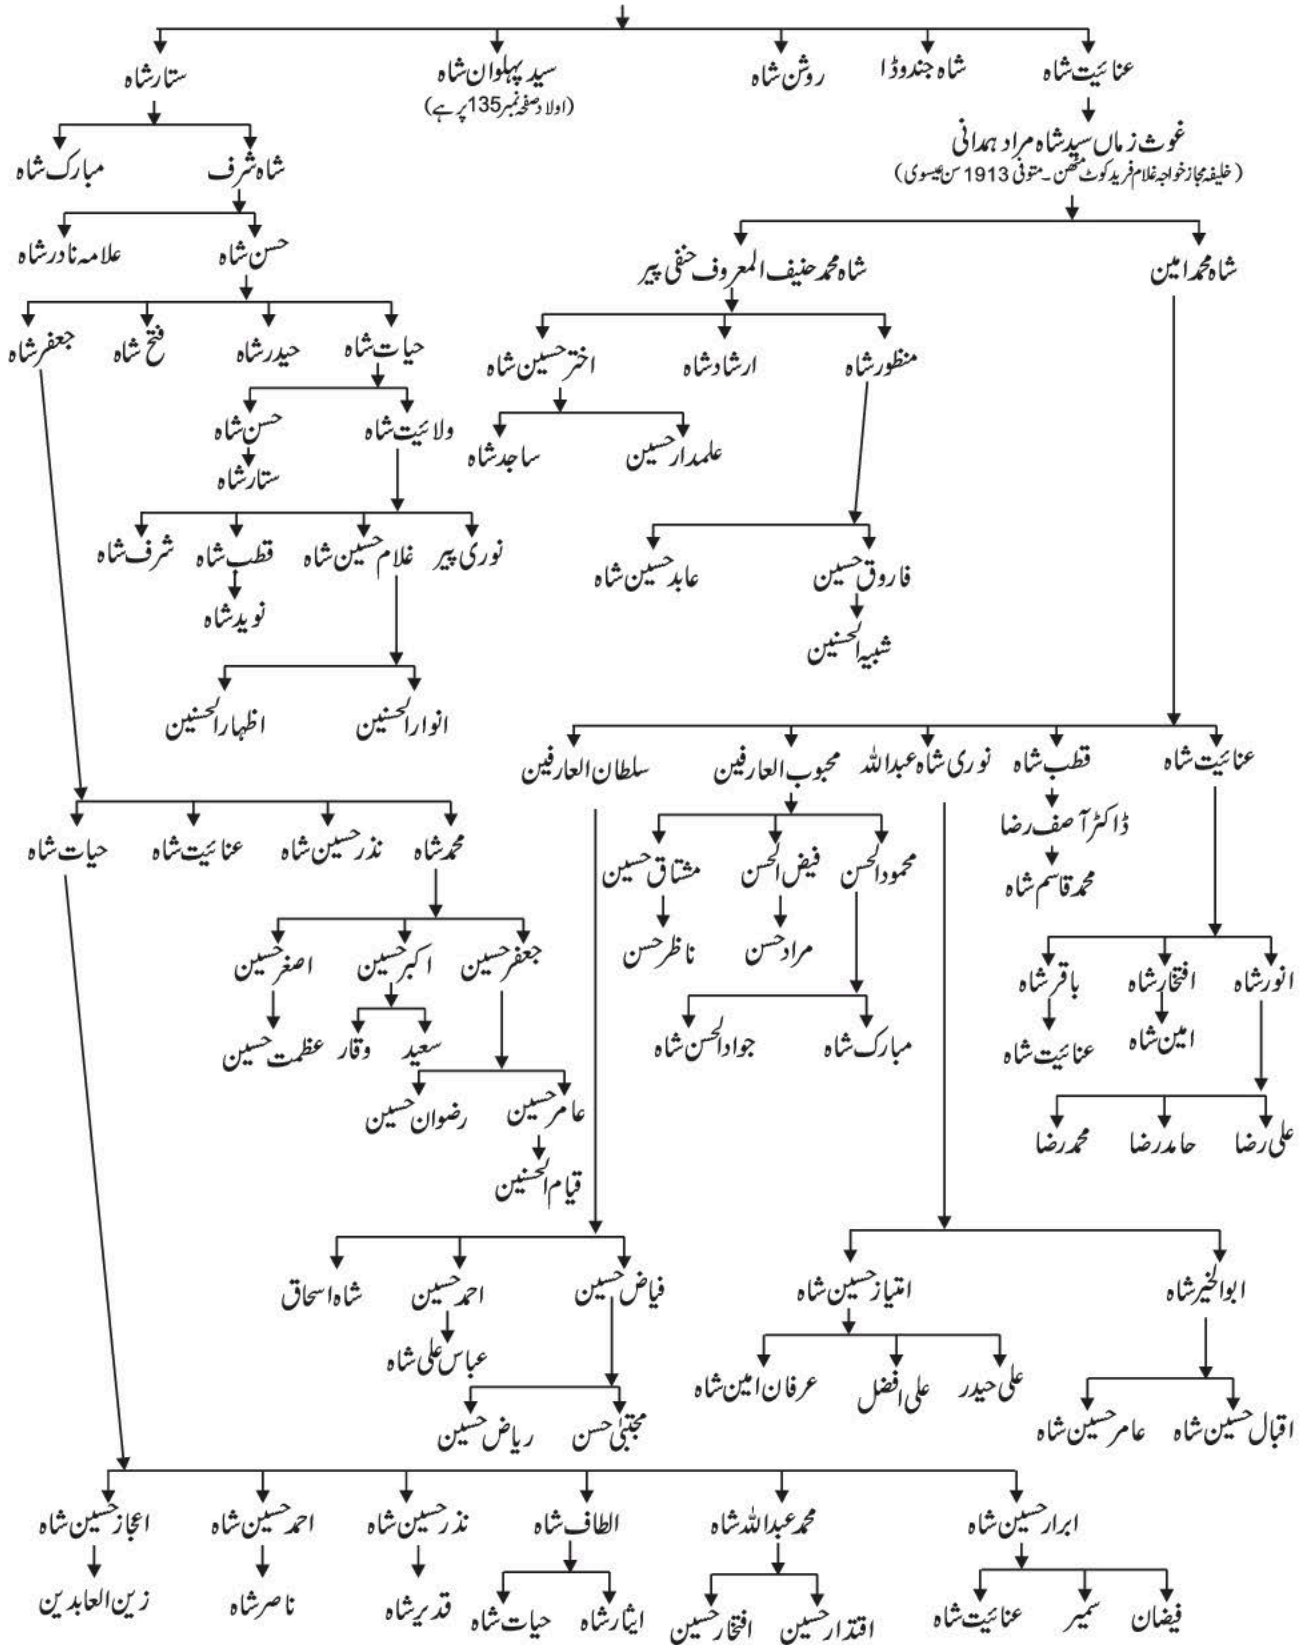 عنائیت شاہ
شاہ جندوڈا
روشن شاہ
سید پہلوان شاہ
ستار شاہ
(اولاد صفحہ نمبر 135 پر ہے)
غوث زماں سید شاہ مراد ہمدانی
(خلیفہ مجاز خواجہ غلام فرید کوٹ مٹھن۔ متوفی 1913 سن عیسوی)
شاہ شرف
مبارک شاہ
شاہ محمد امین
شاہ محمد حنیف المعروف حنفی پیر
حسن شاہ
علامہ نادر شاہ
منظور شاہ
ارشاد شاہ
اختر حسین شاہ
حیات شاہ
حیدر شاہ
فتح شاہ
جعفر شاہ
علمدار حسین
ساجد شاہ
ولائیت شاہ
حسن شاہ
ستار شاہ
فاروق حسین
عابد حسین شاہ
نوری پیر
غلام حسین شاہ
قطب شاہ
شرف شاہ
شبیہ الحسنین
نوید شاہ
انوار الحسنین
اظہار الحسنین
عنائیت شاہ
قطب شاہ
نوری شاہ عبداللہ
محبوب العارفین
سلطان العارفین
ڈاکٹر آصف رضا
محمد قاسم شاہ
محمود الحسن
فیض الحسن
مشتاق حسین
محمد شاہ
نذر حسین شاہ
عنائیت شاہ
حیات شاہ
مراد حسن
ناظر حسن
انور شاہ
افتخار شاہ
باقر شاہ
جعفر حسین
اکبر حسین
اصغر حسین
امین شاہ
عنائیت شاہ
مبارک شاہ
جواد الحسن شاہ
سعید
وقار
عظمت حسین
علی رضا
حامد رضا
محمد رضا
عامر حسین
رضوان حسین
قیام الحسنین
ابوالخیر شاہ
امتیاز حسین شاہ
فیاض حسین
احمد حسین
شاہ اسحاق
عباس علی شاہ
علی حیدر
علی افضل
عرفان امین شاہ
اقبال حسین شاہ
عامر حسین شاہ
مجتبیٰ حسن
ریاض حسین
ابرار حسین شاہ
محمد عبداللہ شاہ
الطاف شاہ
نذر حسین شاہ
احمد حسین شاہ
اعجاز حسین شاہ
فیضان
سمیر
عنائیت شاہ
اقتدار حسین
افتخار حسین
ایثار شاہ
حیات شاہ
قدیر شاہ
ناصر شاہ
زین العابدین